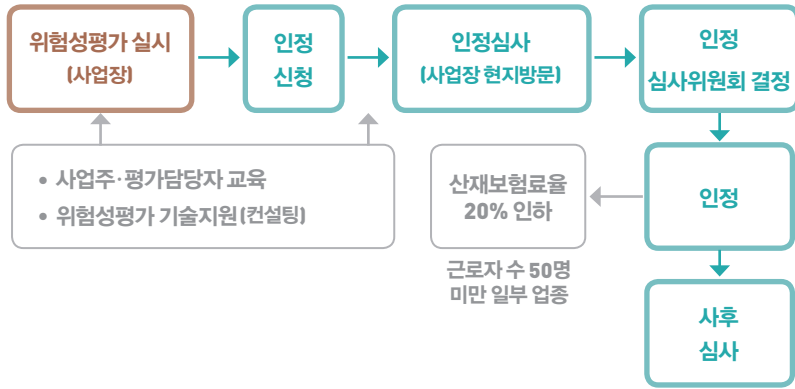 위험성평가 실시
(사업장)
인정
신청
인정심사
(사업장 현지방문)
인정
심사위원회 결정
• 사업주·평가담당자 교육
• 위험성평가 기술지원(컨설팅)
산재보험료율
20% 인하
근로자 수 50명
미만 일부 업종
인정
사후
심사